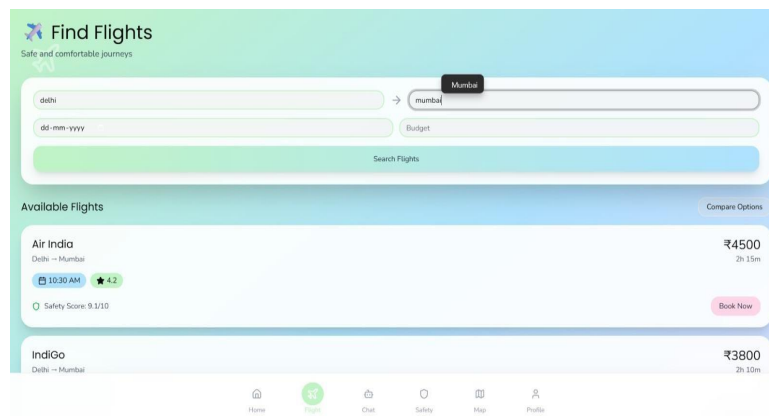 Find Flights
Safe and comfortable journeys
Mumbai
delhi → mumbai
dd-mm-yyyy Budget
Search Flights
Available Flights Compare Options
Air India ₹4500
Delhi → Mumbai 2h 15m
10:30 AM 4.2
Safety Score: 9.1/10 Book Now
IndiGo ₹3800
Delhi → Mumbai 2h 10m
Home Flight Chat Safety Map Profile